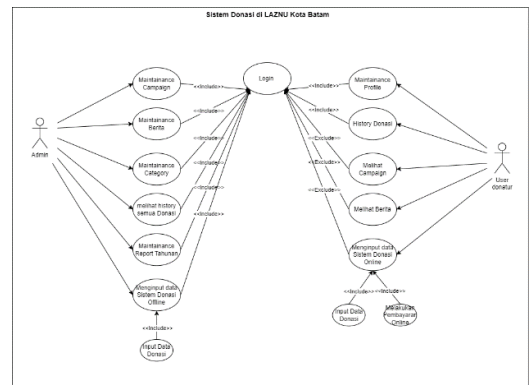 Sistem Donasi di LAZNU Kota Batam
Maintainance
Campaign
<<Include>>
Login
<<Include>>
Maintanance
Profile
Maintainance
Berita
<<Include>>
<<Include>>
History Donasi
Admin
Maintainance
Category
<<Include>>
<<Exclude>>
Melihat
Campaign
User
donatur
melihat history
semua Donasi
<<Include>>
<<Exclude>>
Melihat Berita
Maintanance
Report Tahunan
<<Include>>
<<Exclude>>
Menginput data
Sistem Donasi
Offline
<<Include>>
Menginput data
Sistem Donasi
Online
<<Include>>
Input Data
Donasi
<<Include>>
<<Include>>
Input Data
Donasi
Melakukan
Pembayaran
Online